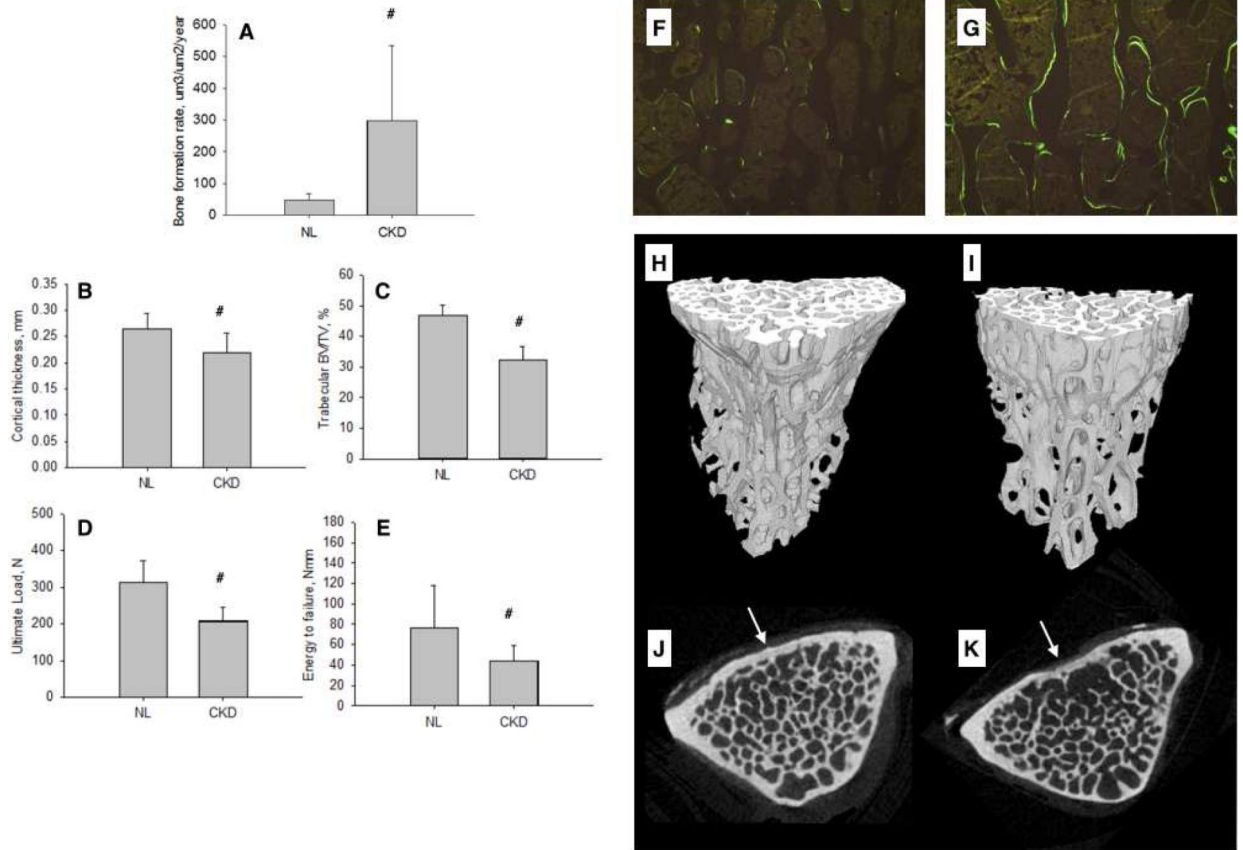 A
#
Bone formation rate, um3/um2/year
600
500
400
300
200
100
0
NL CKD
B
#
Cortical thickness, mm
0.35
0.30
0.25
0.20
0.15
0.10
0.05
0.00
NL CKD
C
#
Trabecular BV/TV, %
60
50
40
30
20
10
0
NL CKD
D
#
Ultimate Load, N
500
400
300
200
100
0
NL CKD
E
#
Energy to failure, Nmm
180
160
140
120
100
80
60
40
20
0
NL CKD
F
G
H
I
J
K